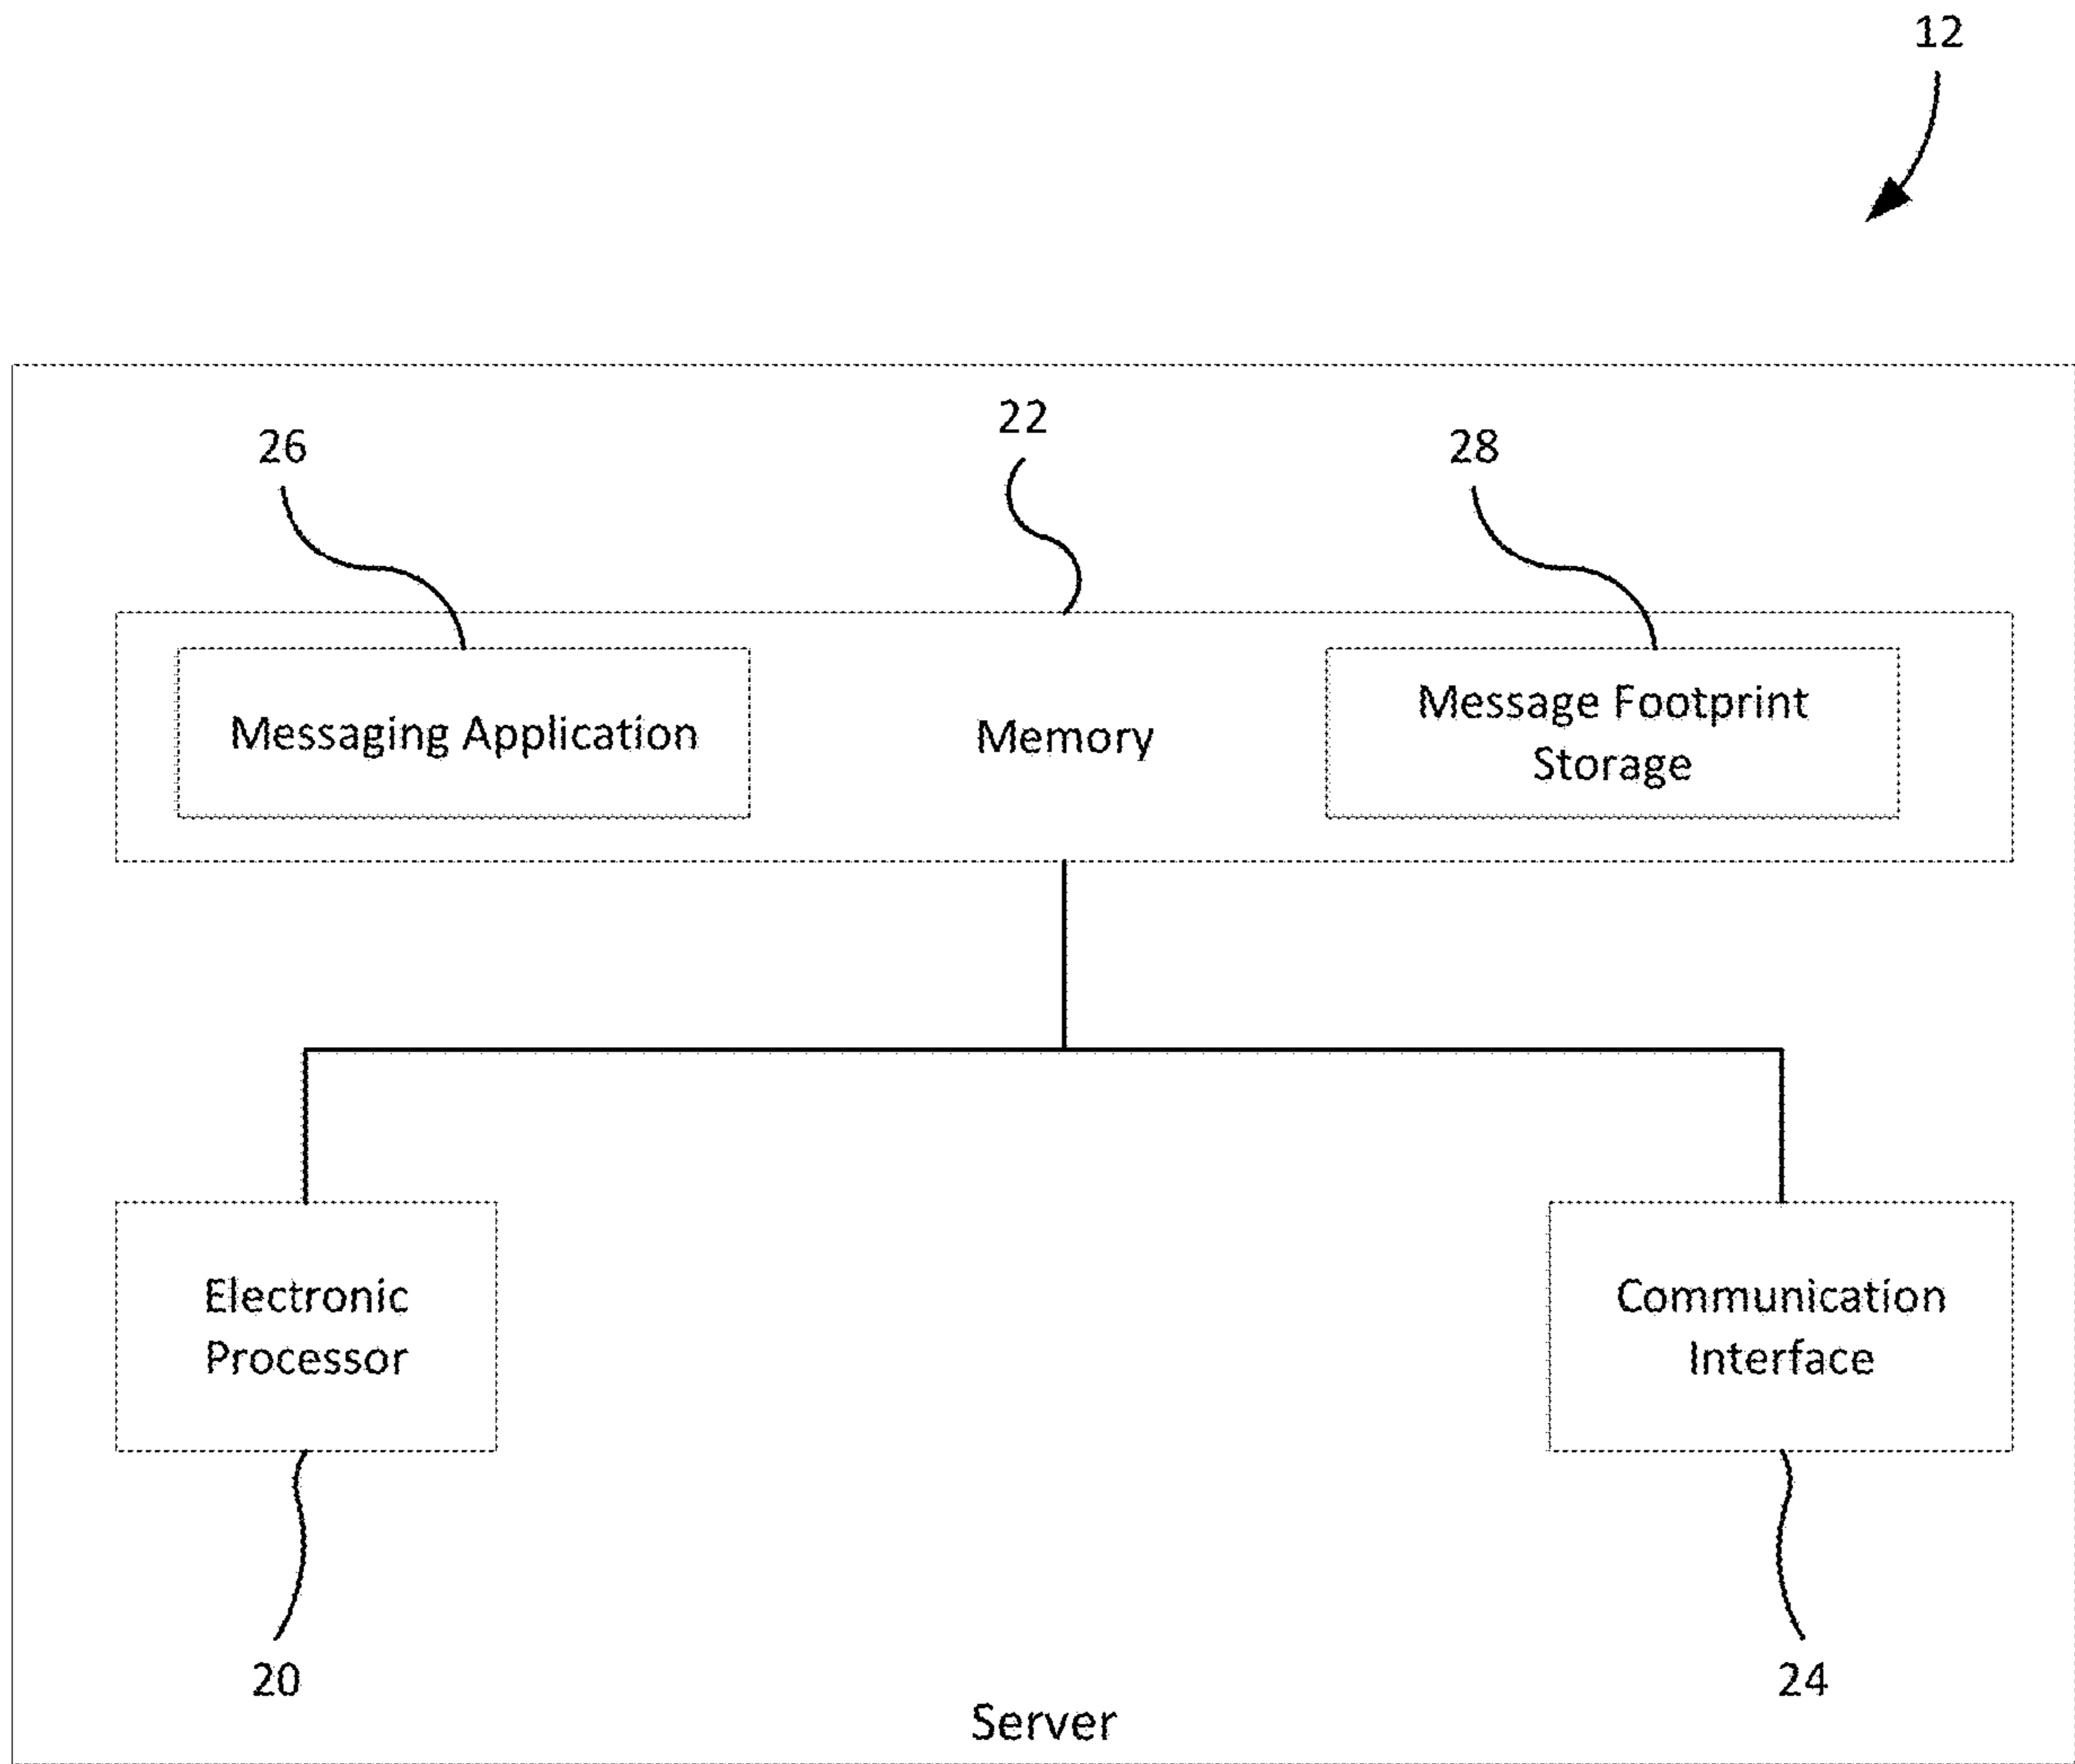 12
22
26
28
Messaging Application
Memory
Message Footprint
Storage
Electronic
Processor
Communication
Interface
20
24
Server